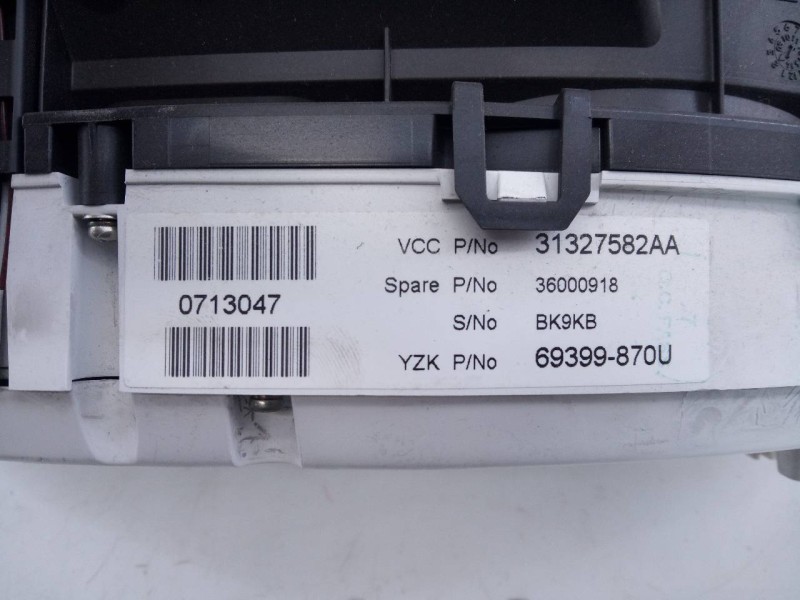 VCC P/No 31327582AA
Spare P/No 36000918
0713047
S/No BK9KB
YZK P/No 69399-870U